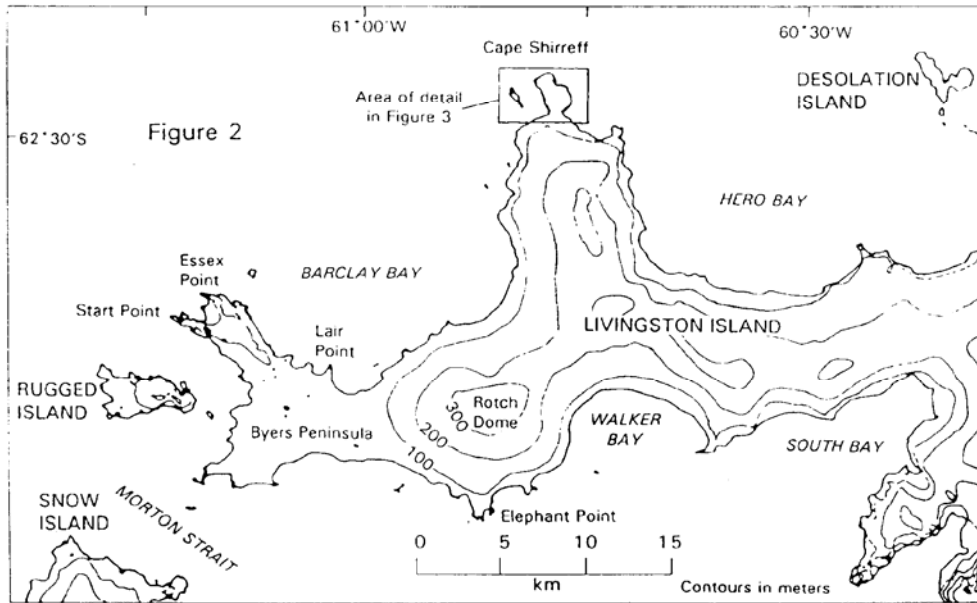 61°00'W
60°30'W
Cape Shirreff
DESOLATION
ISLAND
Area of detail
in Figure 3
Figure 2
62°30'S
HERO BAY
Essex
Point
BARCLAY BAY
Start Point
Lair
Point
LIVINGSTON ISLAND
RUGGED
ISLAND
Rotch
Dome
300
200
100
Byers Peninsula
WALKER
BAY
SOUTH BAY
SNOW
ISLAND
MORTON STRAIT
Elephant Point
0 5 10 15
km
Contours in meters